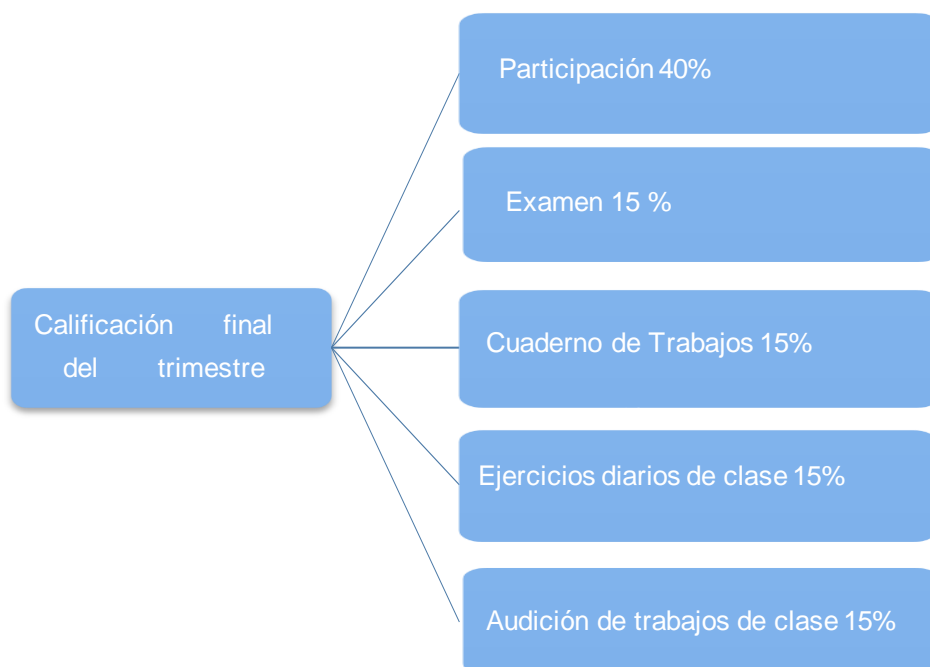 Participación 40%
Examen 15 %
Calificación final
del trimestre
Cuaderno de Trabajos 15%
Ejercicios diarios de clase 15%
Audición de trabajos de clase 15%